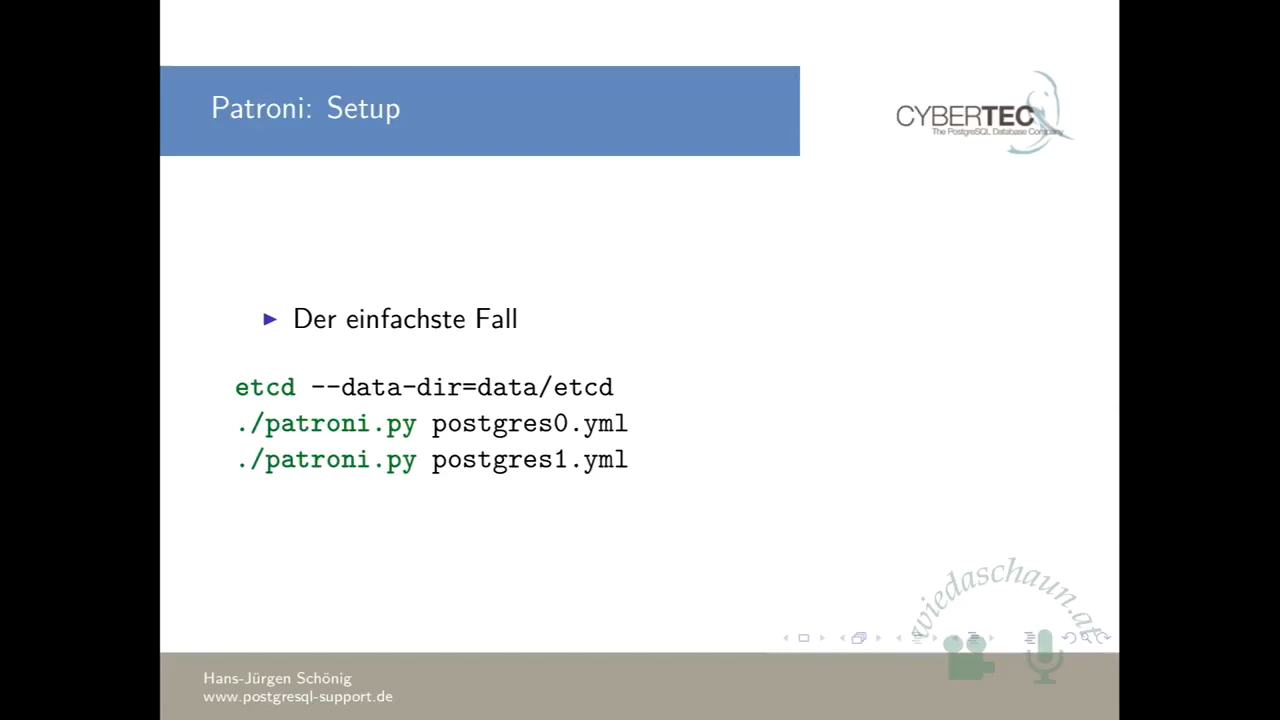 Patroni: Setup
CYBERTEC
The PostgreSQL Database Company
▶ Der einfachste Fall
etcd --data-dir=data/etcd
./patroni.py postgres0.yml
./patroni.py postgres1.yml
wiedaschaun.at
Hans-Jürgen Schönig
www.postgresql-support.de